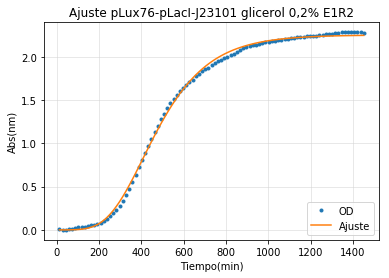 Ajuste pLux76-pLacI-J23101 glicerol 0,2% E1R2
Abs(nm)
2.0
1.5
1.0
0.5
0.0
OD
Ajuste
0 200 400 600 800 1000 1200 1400
Tiempo(min)